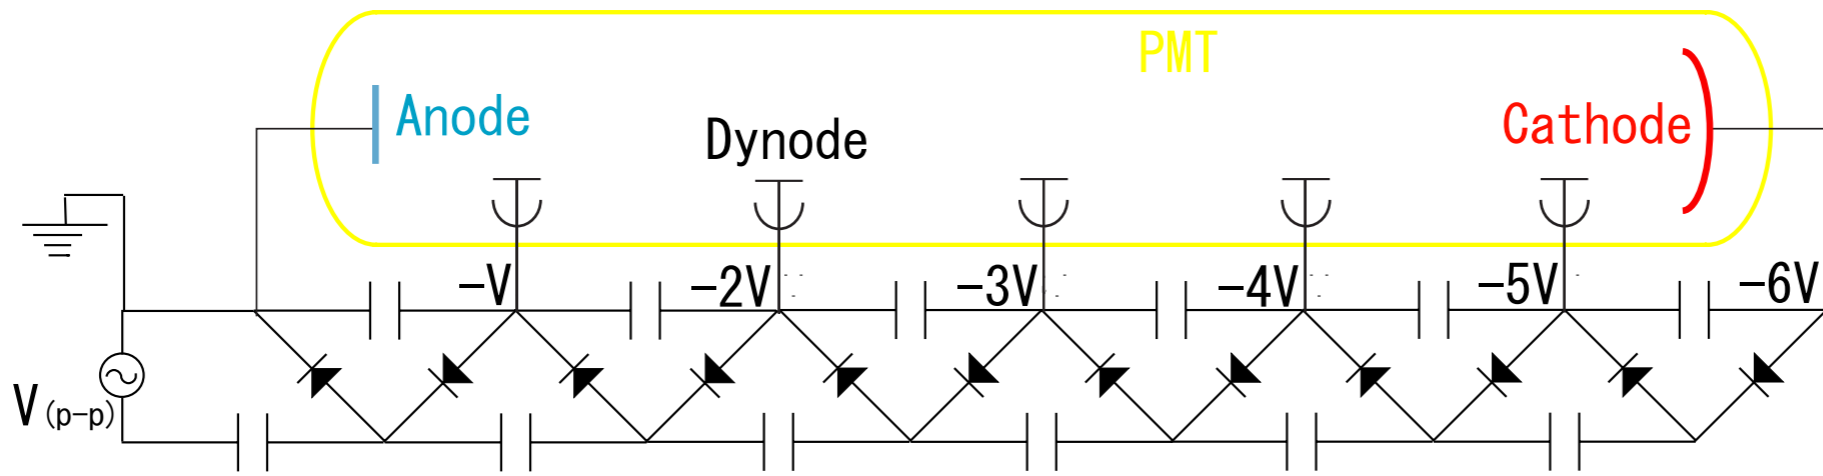 PMT
Anode
Cathode
Dynode
-V
-2V
-3V
-4V
-5V
-6V
V(p-p)